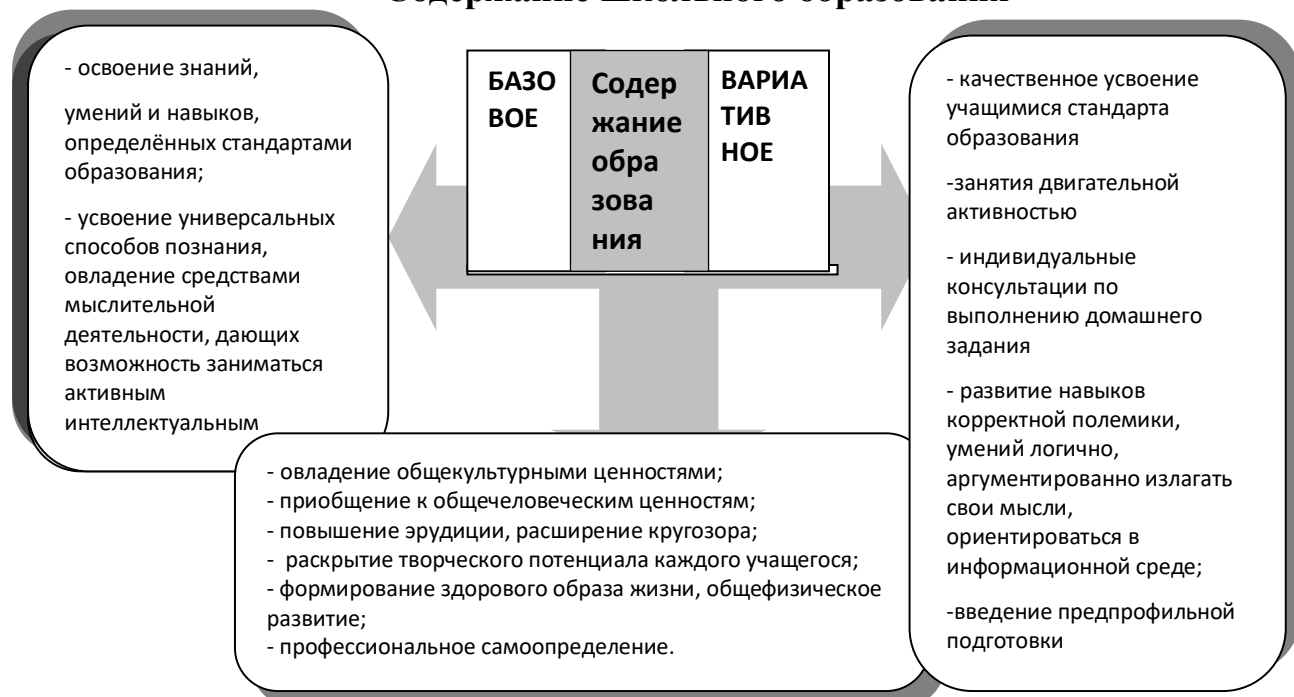 Содержание школьного образования
- освоение знаний,
умений и навыков,
определённых стандартами
образования;
- усвоение универсальных
способов познания,
овладение средствами
мыслительной
деятельности, дающих
возможность заниматься
активным
интеллектуальным
БАЗО
ВОЕ
Содер
жание
обра
зова
ния
ВАРИА
ТИВ
НОЕ
- качественное усвоение
учащимися стандарта
образования
-занятия двигательной
активностью
- индивидуальные
консультации по
выполнению домашнего
задания
- развитие навыков
корректной полемики,
умений логично,
аргументированно излагать
свои мысли,
ориентироваться в
информационной среде;
-введение предпрофильной
подготовки
- овладение общекультурными ценностями;
- приобщение к общечеловеческим ценностям;
- повышение эрудиции, расширение кругозора;
- раскрытие творческого потенциала каждого учащегося;
- формирование здорового образа жизни, общефизическое
развитие;
- профессиональное самоопределение.